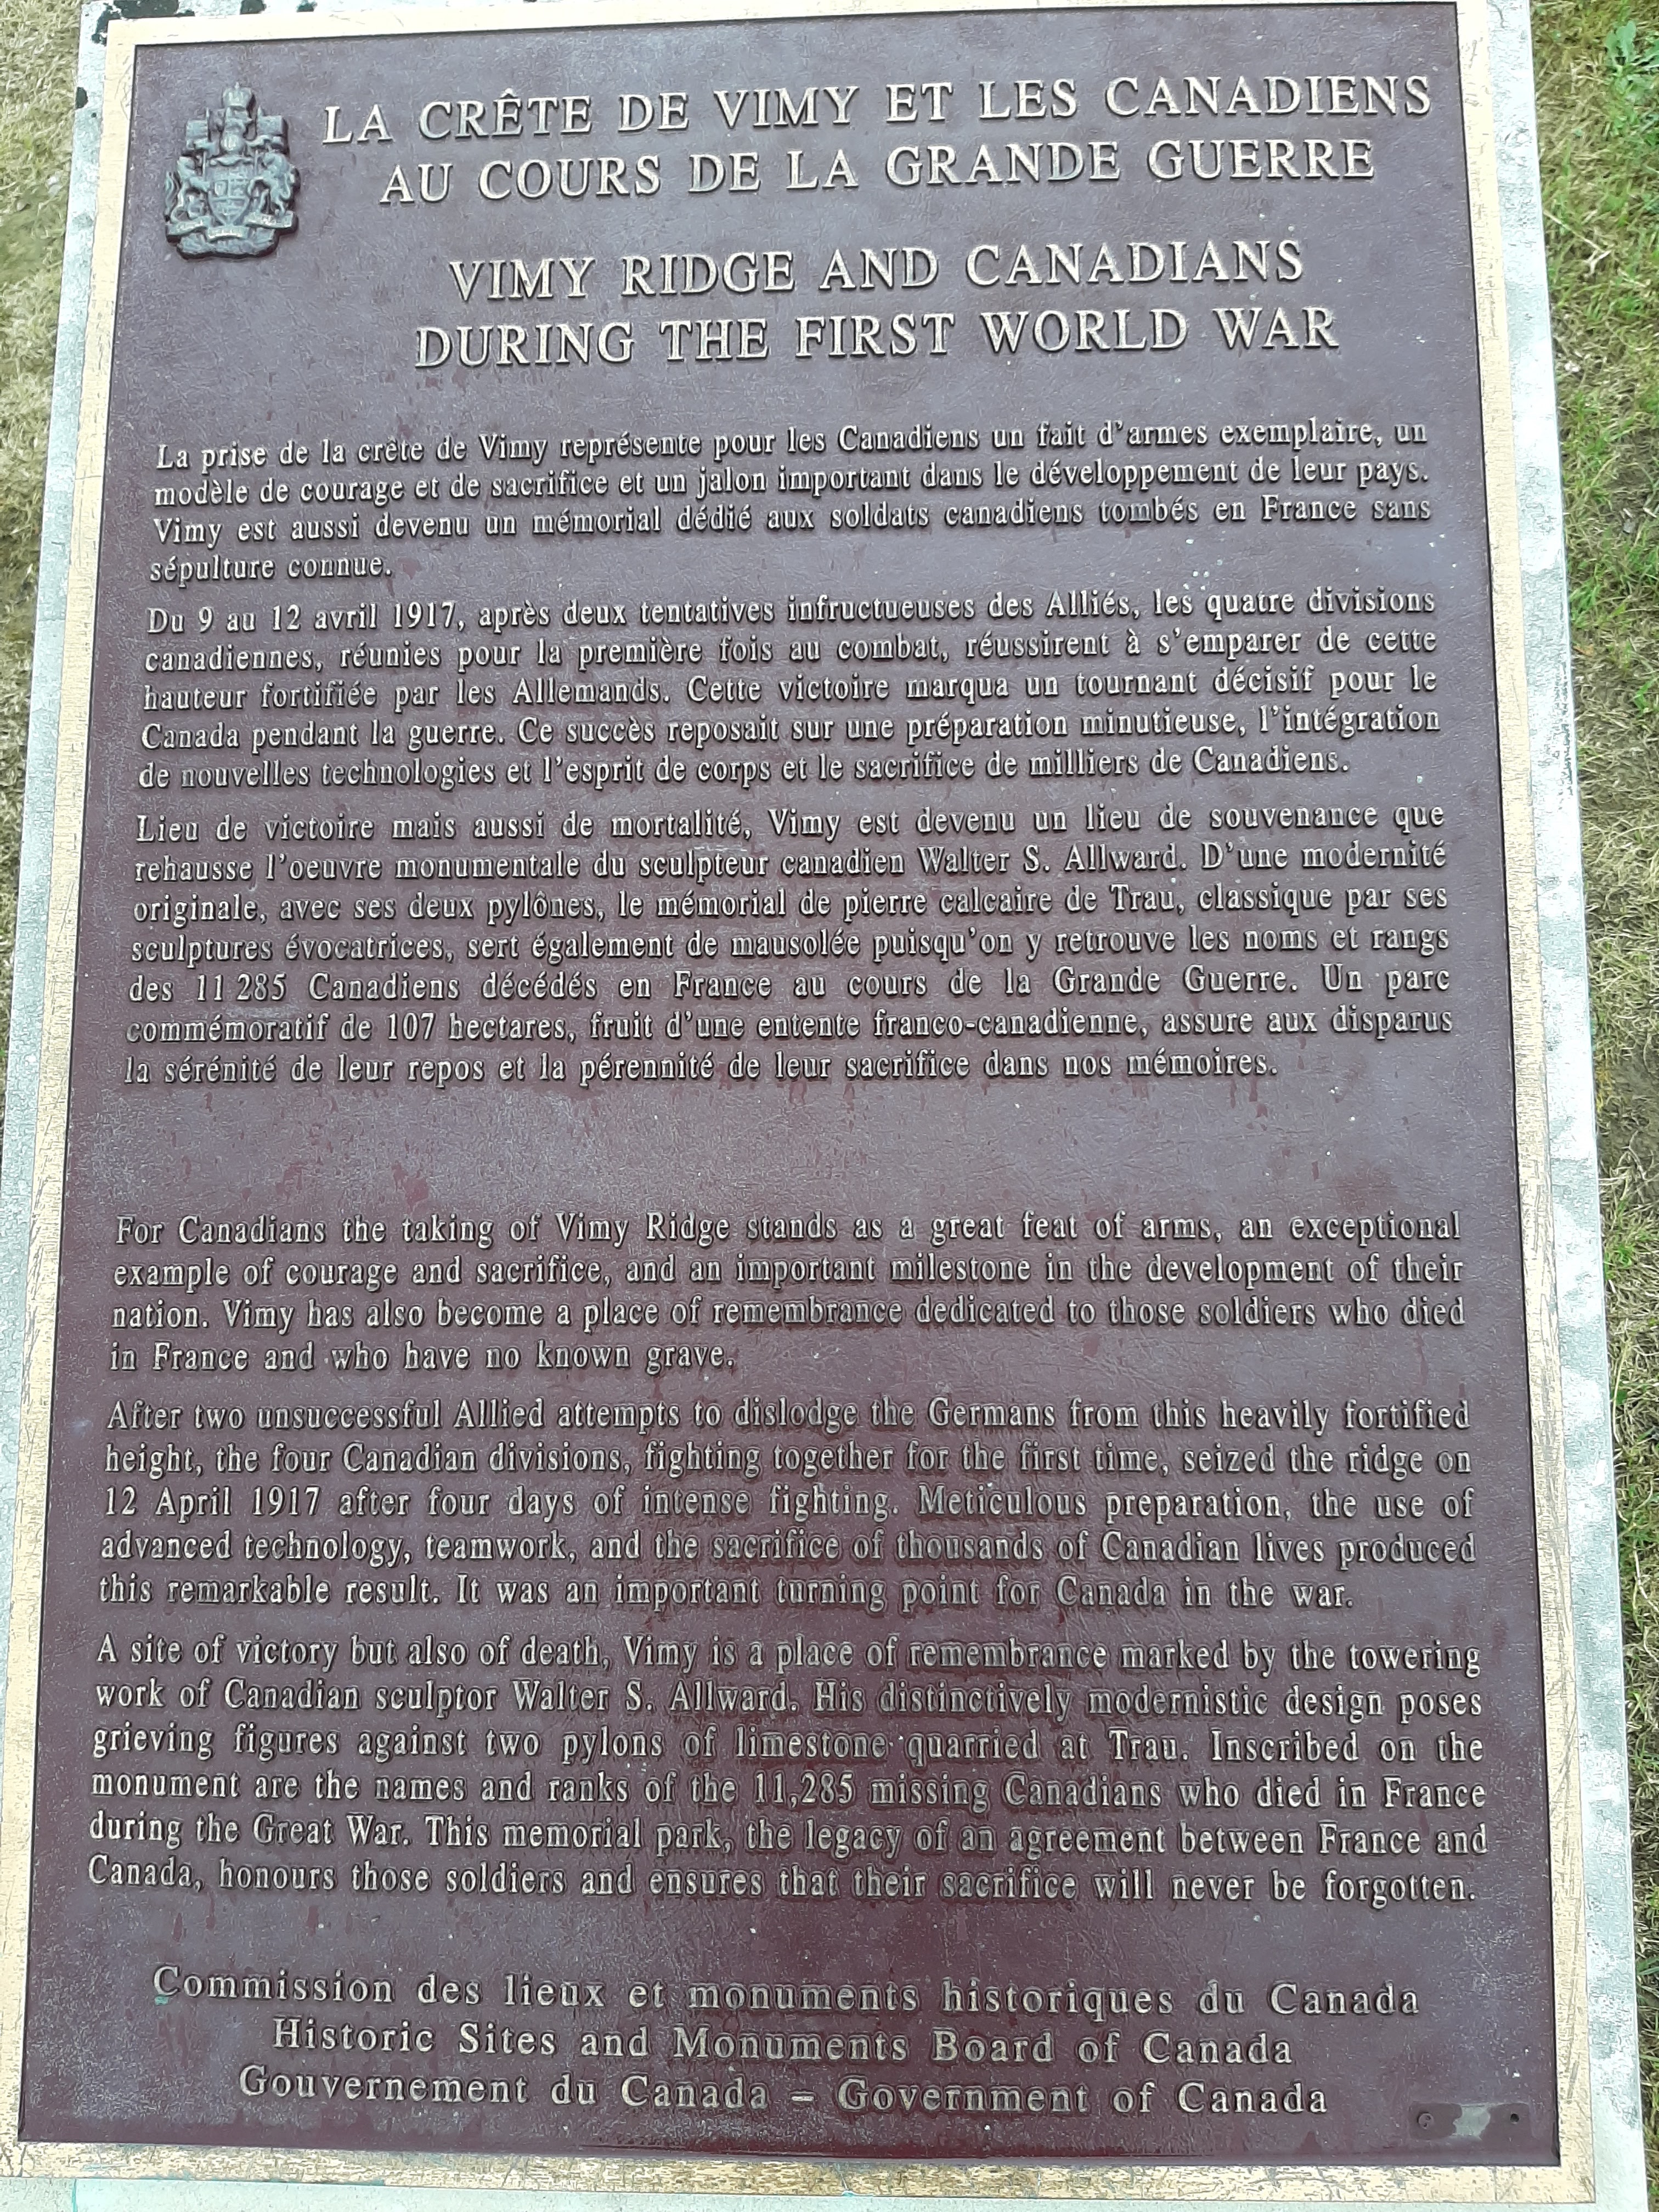 LA CRÊTE DE VIMY ET LES CANADIENS
AU COURS DE LA GRANDE GUERRE
VIMY RIDGE AND CANADIANS
DURING THE FIRST WORLD WAR
La prise de la crête de Vimy représente pour les Canadiens un fait d'armes exemplaire, un
modèle de courage et de sacrifice et un jalon important dans le développement de leur pays.
Vimy est aussi devenu un mémorial dédié aux soldats canadiens tombés en France sans
sépulture connue.
Du 9 au 12 avril 1917, après deux tentatives infructueuses des Alliés, les quatre divisions
canadiennes, réunies pour la première fois au combat, réussirent à s'emparer de cette
hauteur fortifiée par les Allemands. Cette victoire marqua un tournant décisif pour le
Canada pendant la guerre. Ce succès reposait sur une préparation minutieuse, l'intégration
de nouvelles technologies et l'esprit de corps et le sacrifice de milliers de Canadiens.
Lieu de victoire mais aussi de mortalité, Vimy est devenu un lieu de souvenance que
rehausse l'oeuvre monumentale du sculpteur canadien Walter S. Allward. D'une modernité
originale, avec ses deux pylônes, le mémorial de pierre calcaire de Trau, classique par ses
sculptures évocatrices, sert également de mausolée puisqu'on y retrouve les noms et rangs
des 11 285 Canadiens décédés en France au cours de la Grande Guerre. Un parc
commémoratif de 107 hectares, fruit d'une entente franco-canadienne, assure aux disparus
la sérénité de leur repos et la pérennité de leur sacrifice dans nos mémoires.
For Canadians the taking of Vimy Ridge stands as a great feat of arms, an exceptional
example of courage and sacrifice, and an important milestone in the development of their
nation. Vimy has also become a place of remembrance dedicated to those soldiers who died
in France and who have no known grave.
After two unsuccessful Allied attempts to dislodge the Germans from this heavily fortified
height, the four Canadian divisions, fighting together for the first time, seized the ridge on
12 April 1917 after four days of intense fighting. Meticulous preparation, the use of
advanced technology, teamwork, and the sacrifice of thousands of Canadian lives produced
this remarkable result. It was an important turning point for Canada in the war.
A site of victory but also of death, Vimy is a place of remembrance marked by the towering
work of Canadian sculptor Walter S. Allward. His distinctively modernistic design poses
grieving figures against two pylons of limestone quarried at Trau. Inscribed on the
monument are the names and ranks of the 11,285 missing Canadians who died in France
during the Great War. This memorial park, the legacy of an agreement between France and
Canada, honours those soldiers and ensures that their sacrifice will never be forgotten.
Commission des lieux et monuments historiques du Canada
Historic Sites and Monuments Board of Canada
Gouvernement du Canada – Government of Canada